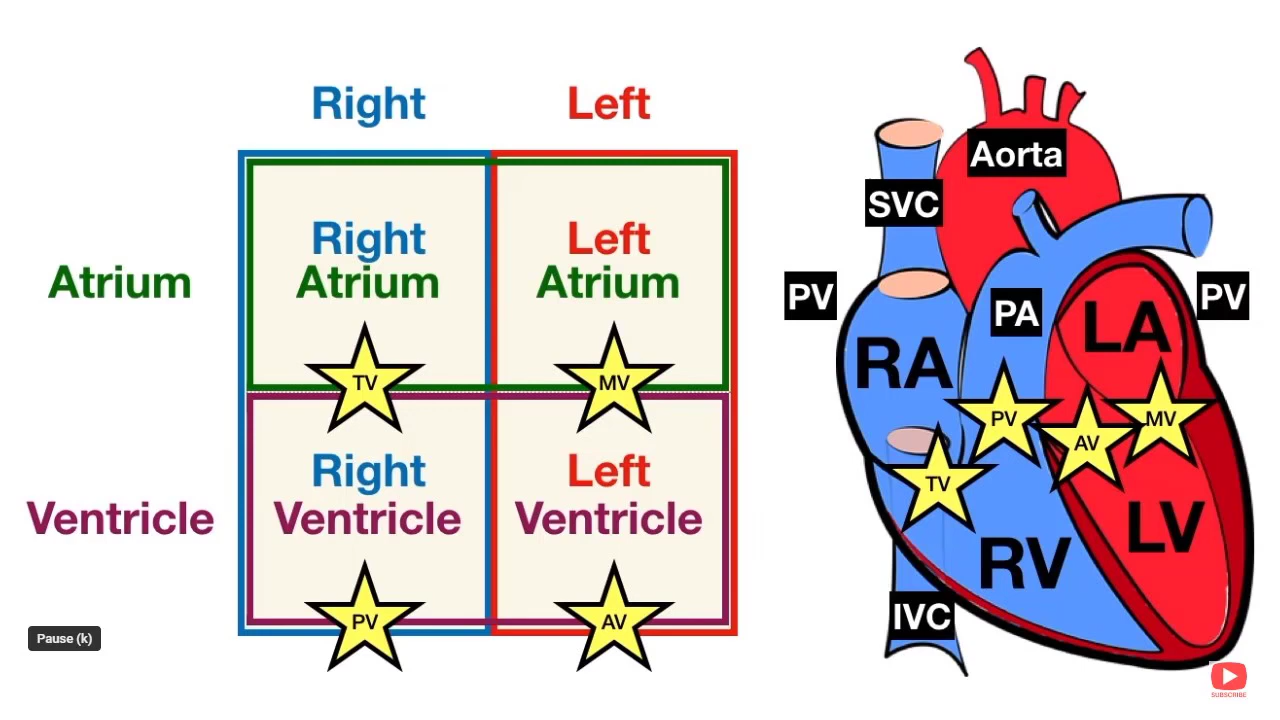 Right
Left
Atrium
Right
Atrium
Left
Atrium
TV
MV
Ventricle
Right
Ventricle
Left
Ventricle
PV
AV
Aorta
SVC
PV
PV
PA
LA
RA
PV
AV
MV
TV
LV
RV
IVC
Pause (k)
SUBSCRIBE